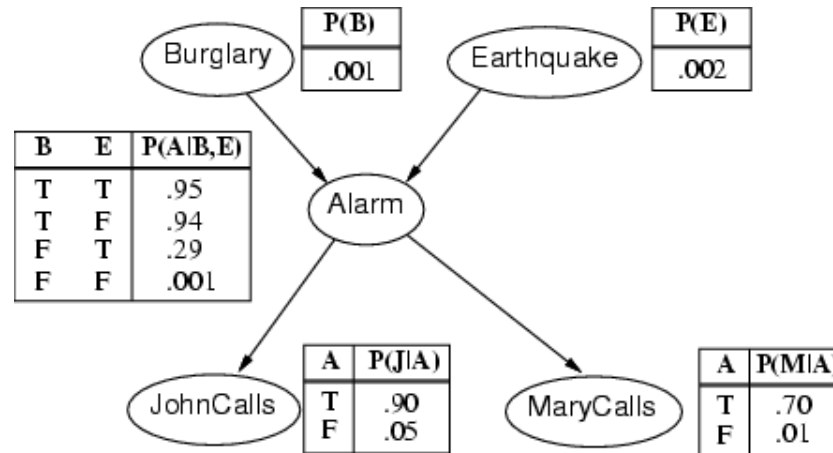 P(B)
Burglary
.001
P(E)
Earthquake
.002
B E P(A|B,E)
T T .95
T F .94
F T .29
F F .001
Alarm
JohnCalls
A P(J|A)
T .90
F .05
MaryCalls
A P(M|A)
T .70
F .01